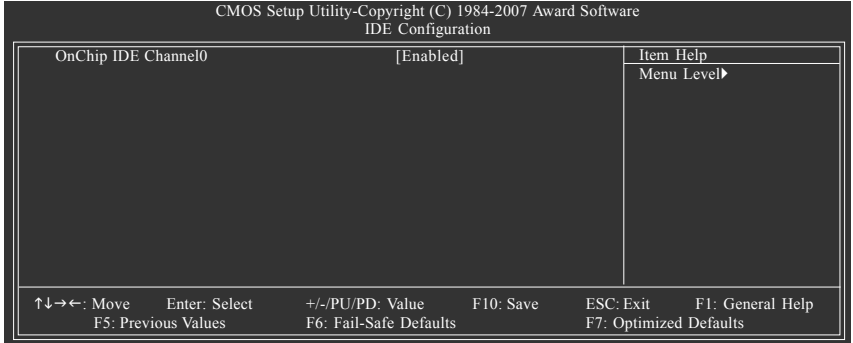 CMOS Setup Utility-Copyright (C) 1984-2007 Award Software
IDE Configuration
OnChip IDE Channel0 [Enabled] Item Help
Menu Level▶
↑↓→←: Move Enter: Select +/-/PU/PD: Value F10: Save ESC: Exit F1: General Help
F5: Previous Values F6: Fail-Safe Defaults F7: Optimized Defaults